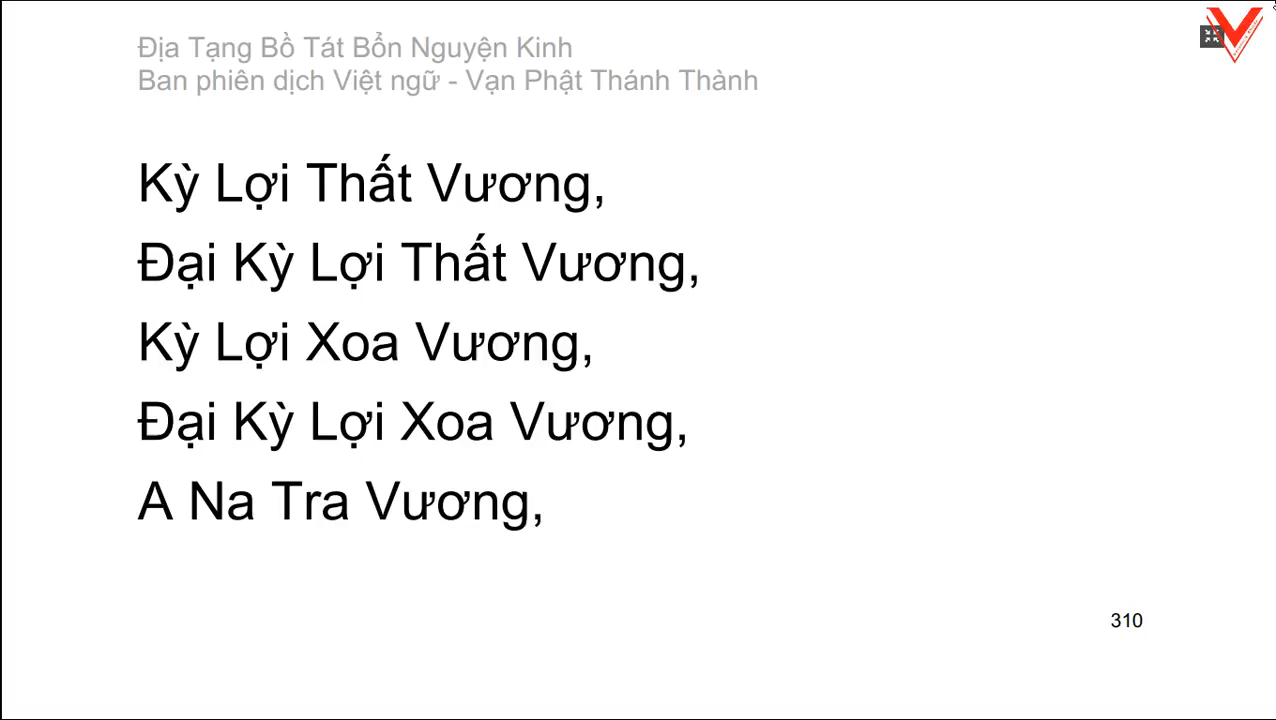 Địa Tạng Bồ Tát Bổn Nguyện Kinh
Ban phiên dịch Việt ngữ - Vạn Phật Thánh Thành
Kỳ Lợi Thất Vương,
Đại Kỳ Lợi Thất Vương,
Kỳ Lợi Xoa Vương,
Đại Kỳ Lợi Xoa Vương,
A Na Tra Vương,
310